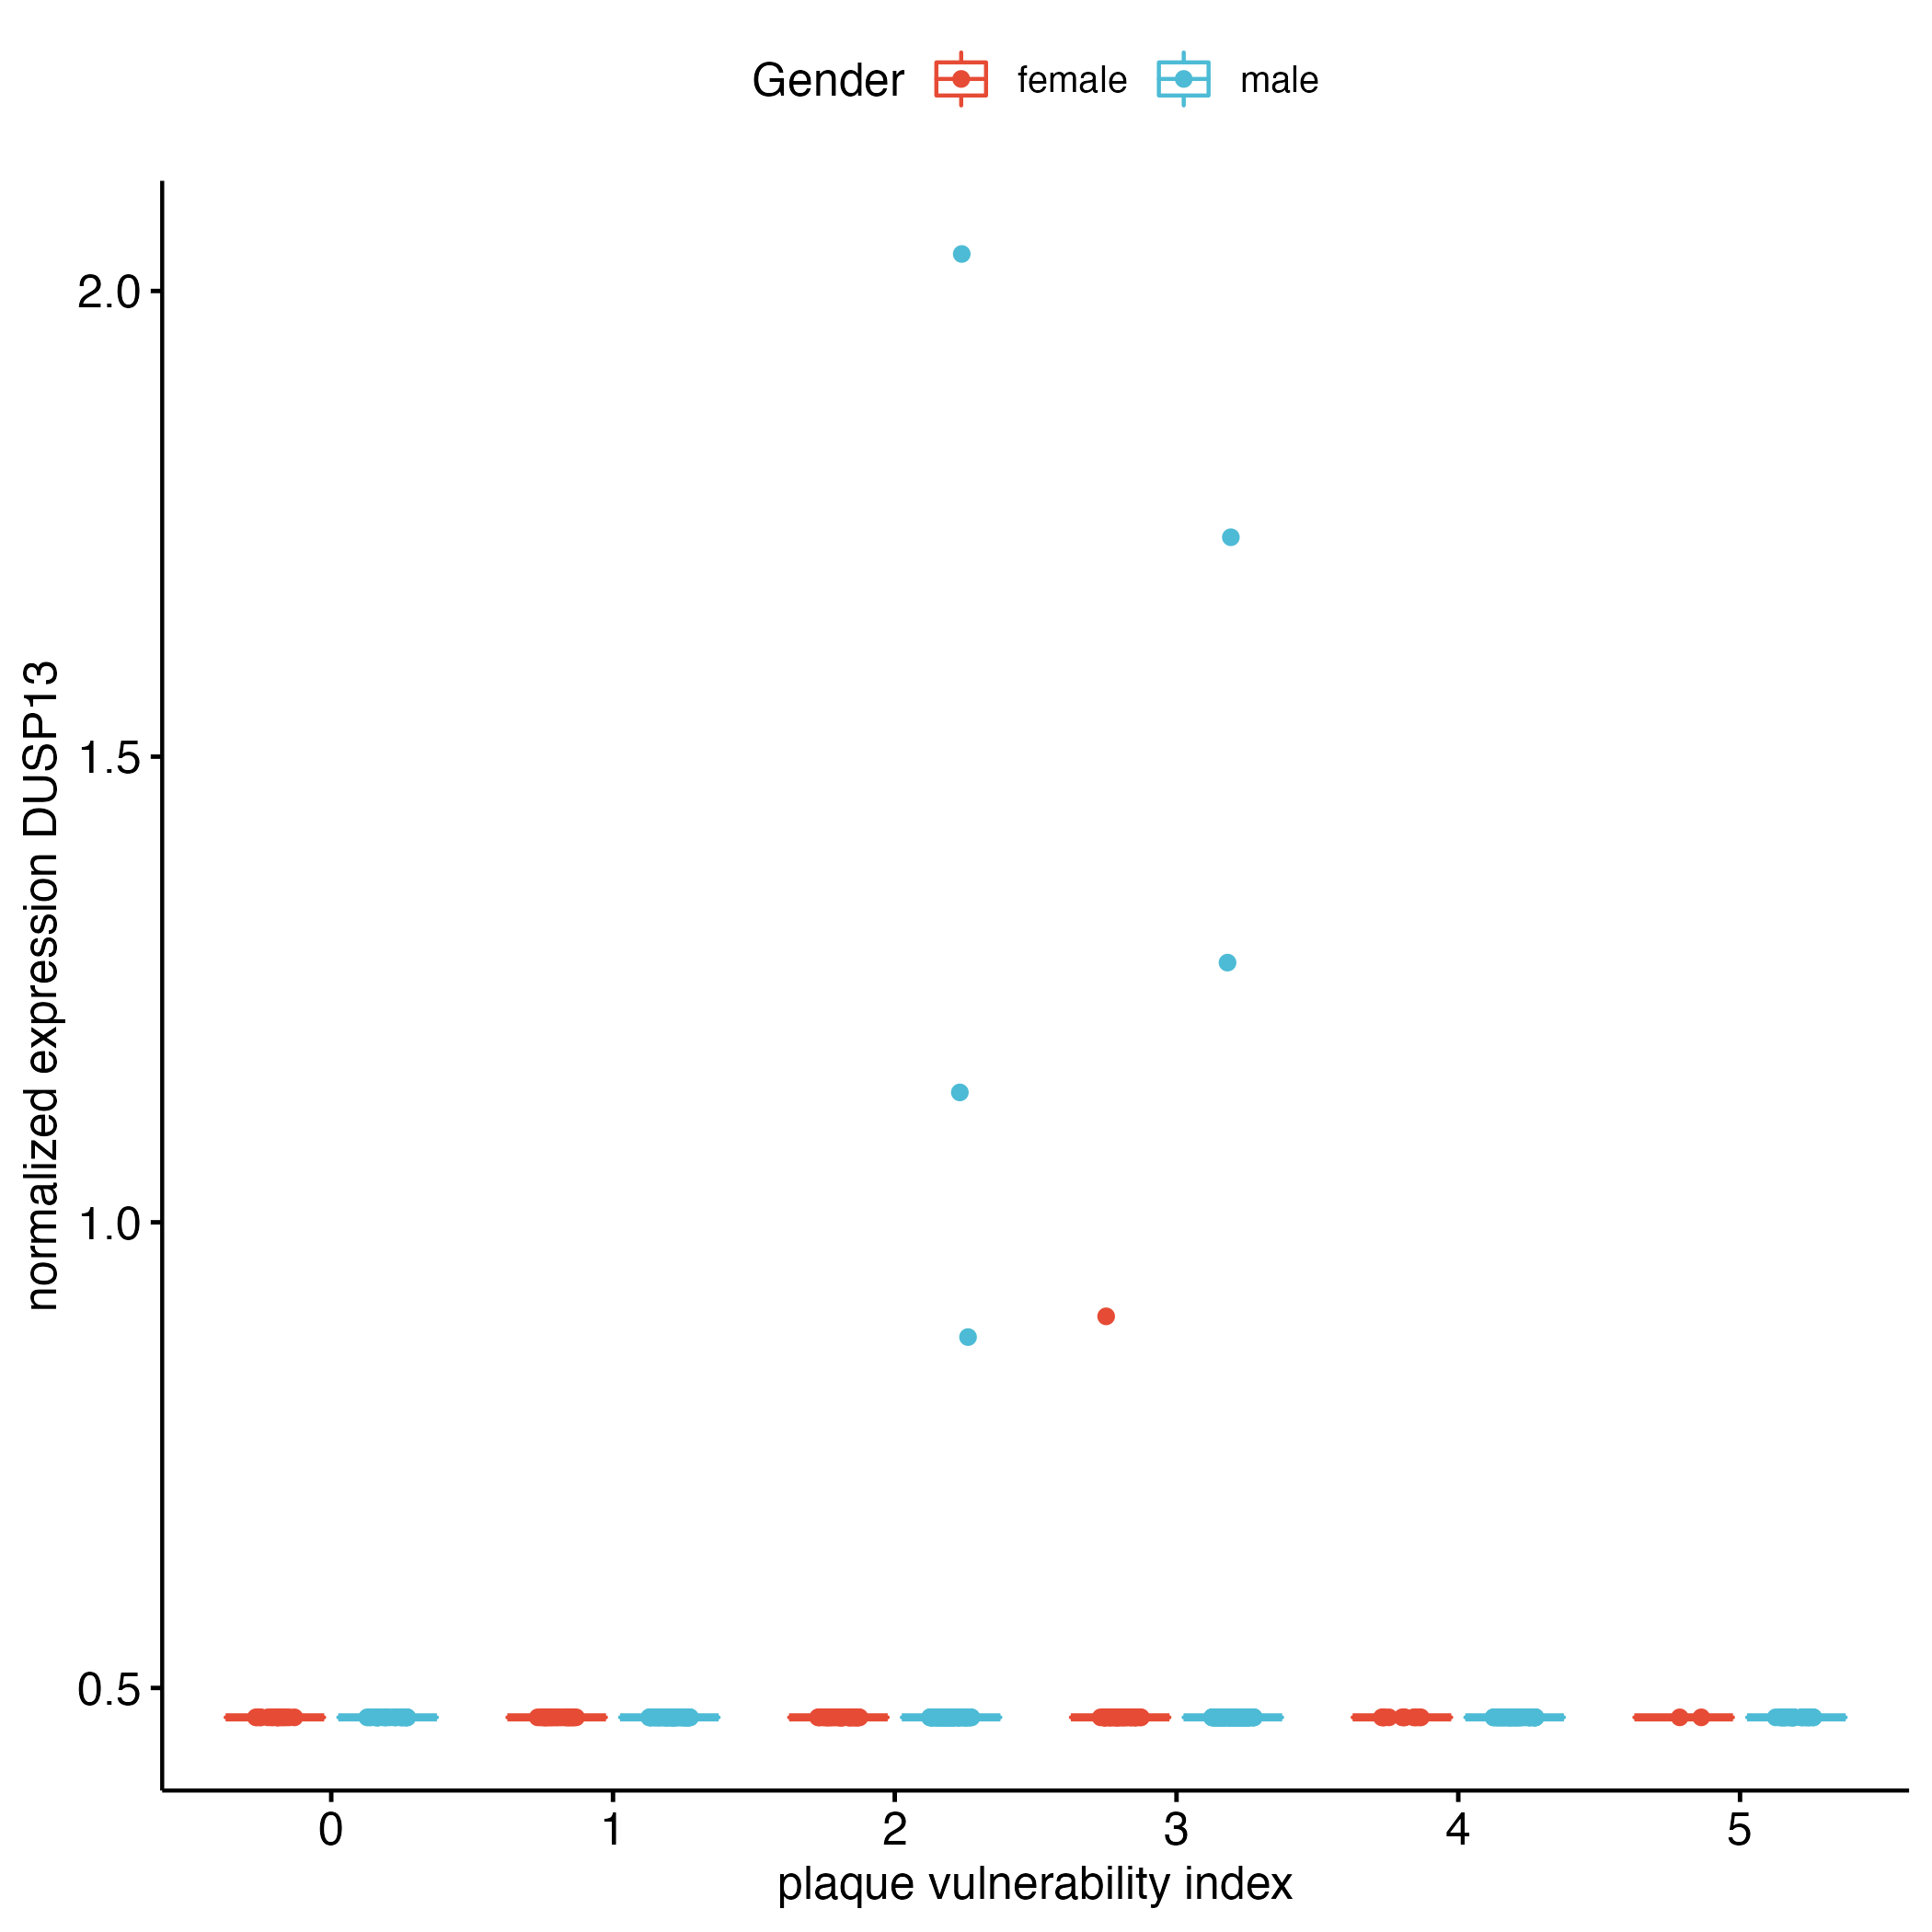 Gender female male
normalized expression DUSP13
2.0
1.5
1.0
0.5
0 1 2 3 4 5
plaque vulnerability index